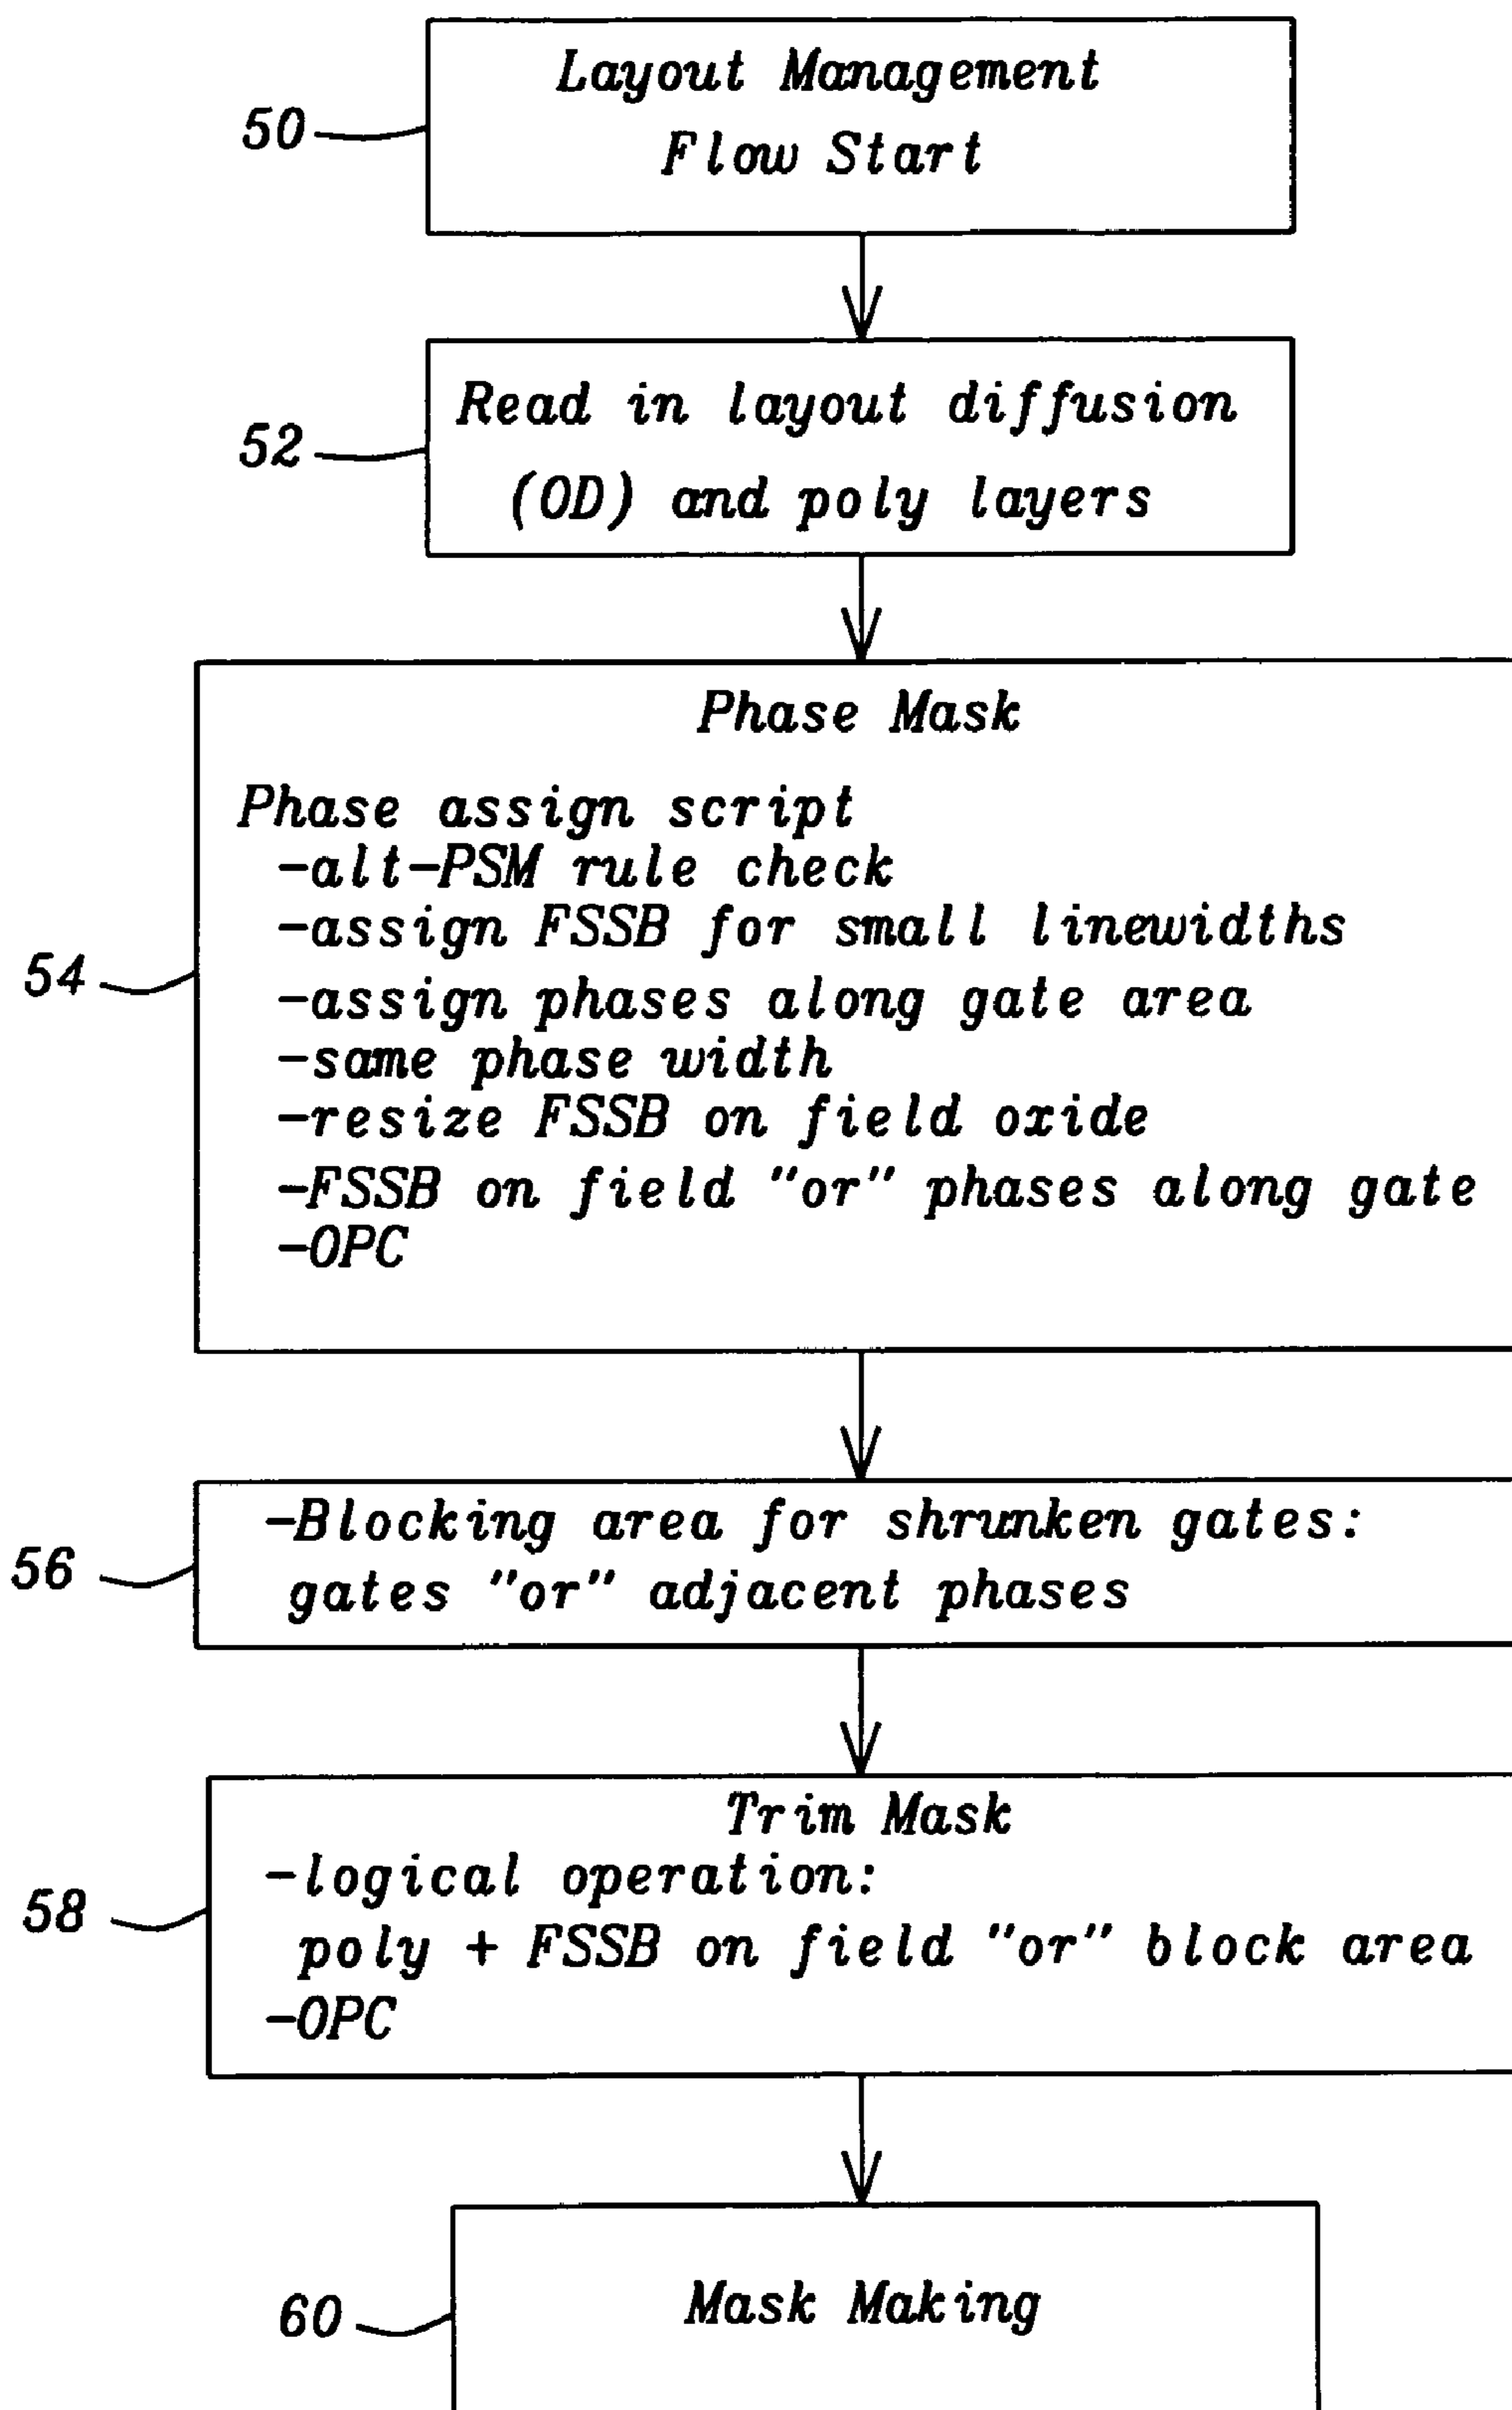 Layout Management
50
Flow Start
Read in layout diffusion
52
(OD) and poly layers
Phase Mask
Phase assign script
-alt-PSM rule check
-assign FSSB for small linewidths
54
-assign phases along gate area
-same phase width
-resize FSSB on field oxide
-FSSB on field "or" phases along gate
-OPC
-Blocking area for shrunken gates:
56
gates "or" adjacent phases
Trim Mask
-logical operation:
58
poly + FSSB on field "or" block area
-OPC
60
Mask Making